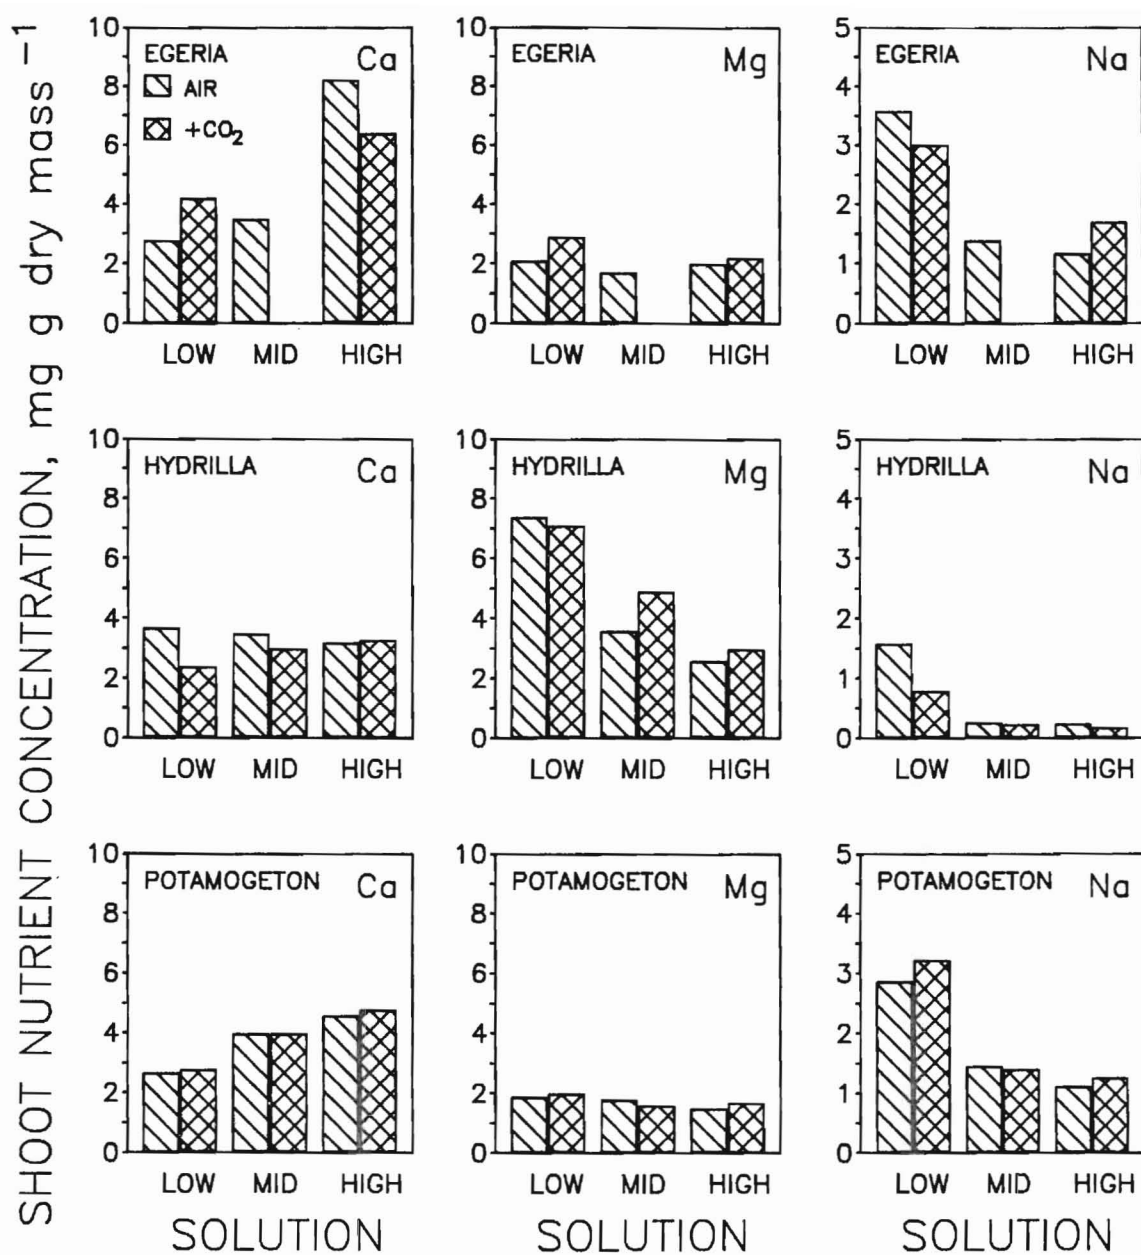 SHOOT NUTRIENT CONCENTRATION, mg g dry mass −1
10
8
6
4
2
0
EGERIA
Ca
AIR
+CO₂
LOW MID HIGH
10
8
6
4
2
0
EGERIA
Mg
LOW MID HIGH
5
4
3
2
1
0
EGERIA
Na
LOW MID HIGH
10
8
6
4
2
0
HYDRILLA
Ca
LOW MID HIGH
10
8
6
4
2
0
HYDRILLA
Mg
LOW MID HIGH
5
4
3
2
1
0
HYDRILLA
Na
LOW MID HIGH
10
8
6
4
2
0
POTAMOGETON
Ca
LOW MID HIGH
SOLUTION
10
8
6
4
2
0
POTAMOGETON
Mg
LOW MID HIGH
SOLUTION
5
4
3
2
1
0
POTAMOGETON
Na
LOW MID HIGH
SOLUTION